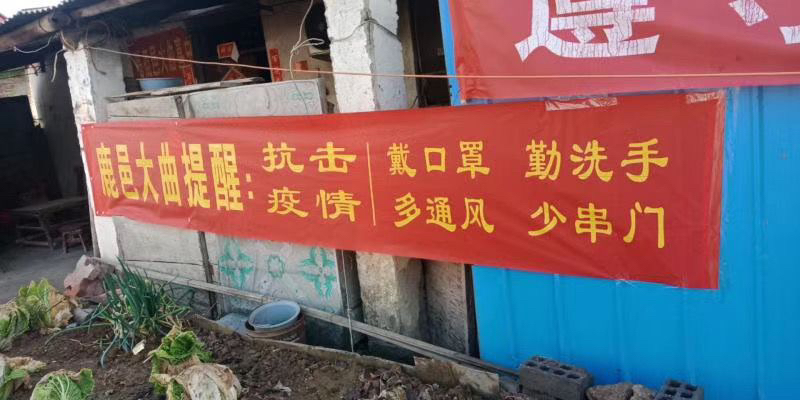 遵
鹿邑大曲提醒：
抗击
疫情
戴口罩 勤洗手
多通风 少串门